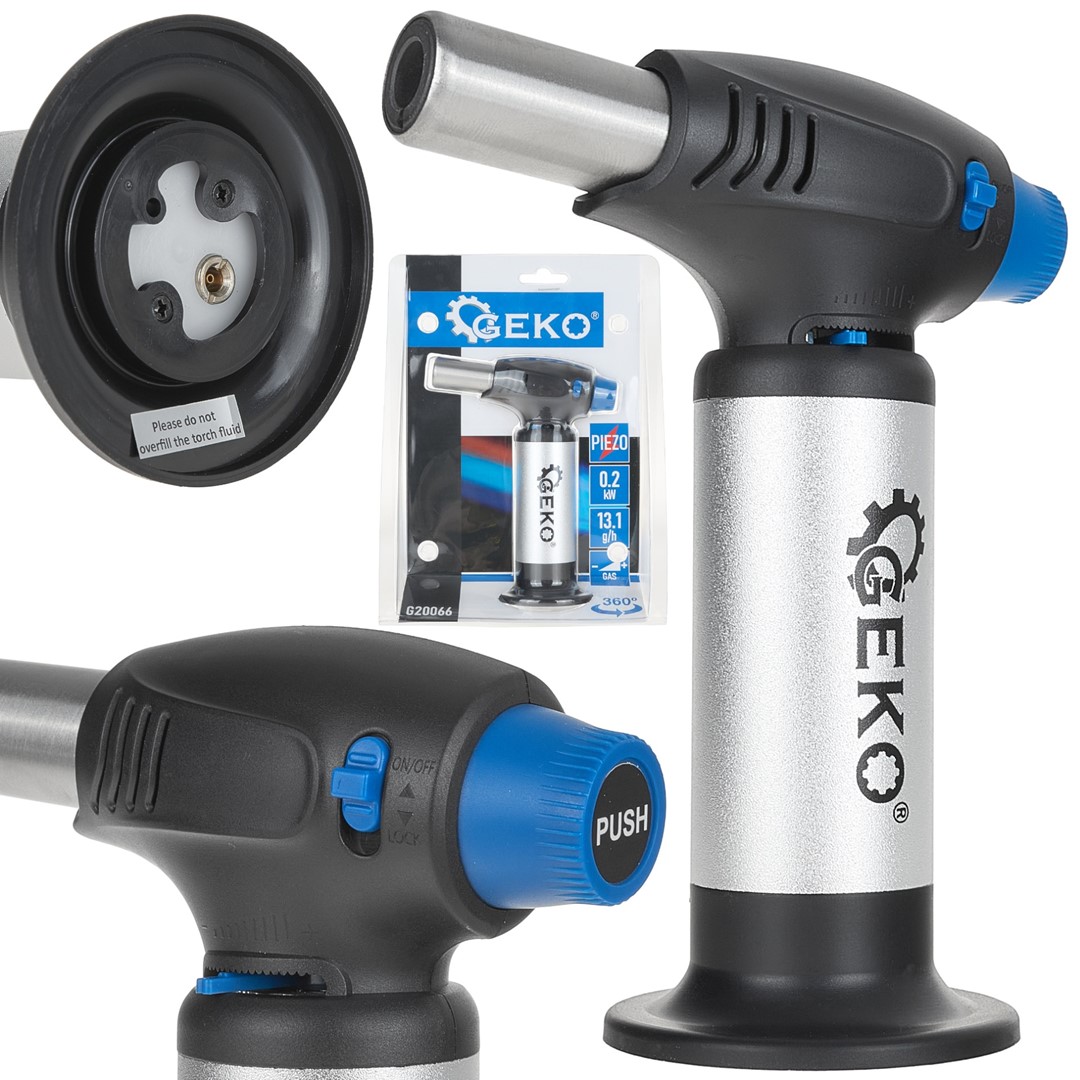 Please do not
overfill the torch fluid
GEKO®
PIEZO
0.2
kW
13.1
g/h
- +
GAS
G20066
360°
GEKO®
GEKO®
ON/OFF
LOCK
PUSH
- +
+